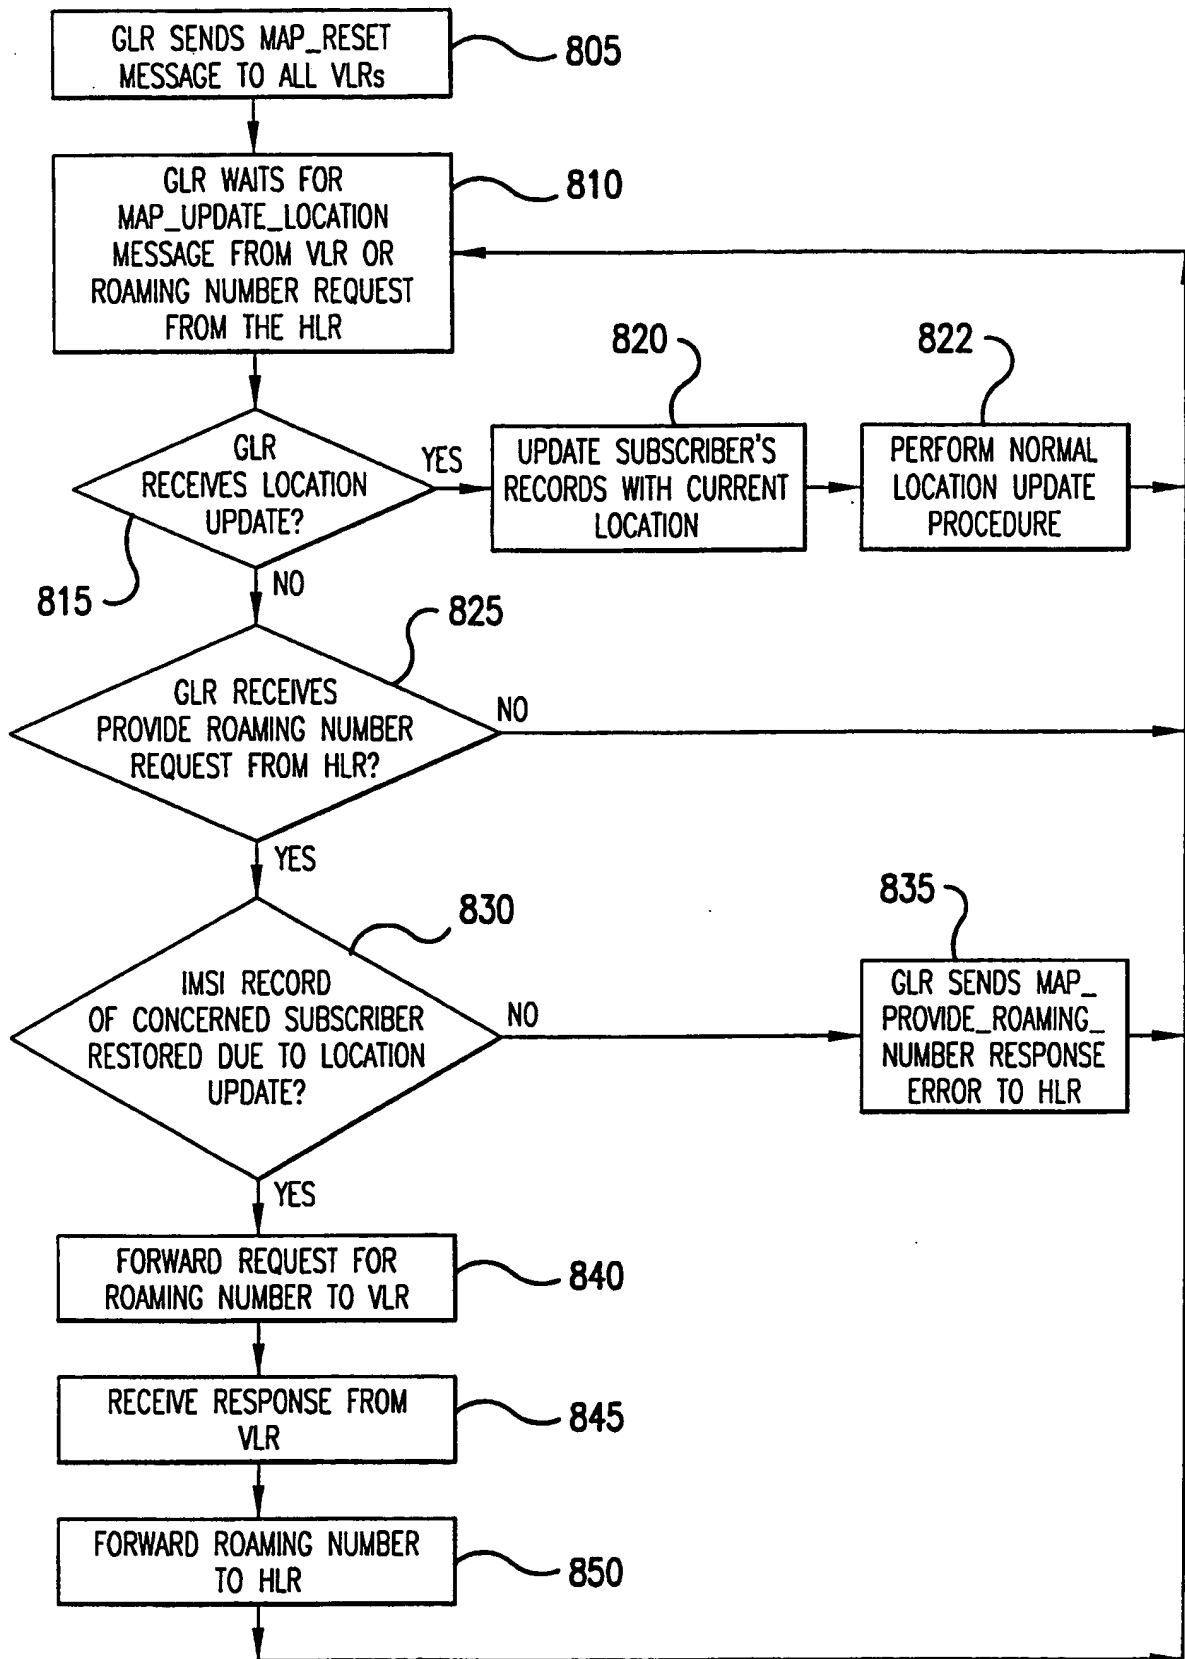 GLR SENDS MAP_RESET
MESSAGE TO ALL VLRs
805
GLR WAITS FOR
MAP_UPDATE_LOCATION
MESSAGE FROM VLR OR
ROAMING NUMBER REQUEST
FROM THE HLR
810
GLR
RECEIVES LOCATION
UPDATE?
815
YES
NO
820
UPDATE SUBSCRIBER'S
RECORDS WITH CURRENT
LOCATION
822
PERFORM NORMAL
LOCATION UPDATE
PROCEDURE
825
GLR RECEIVES
PROVIDE ROAMING NUMBER
REQUEST FROM HLR?
NO
YES
830
IMSI RECORD
OF CONCERNED SUBSCRIBER
RESTORED DUE TO LOCATION
UPDATE?
NO
YES
835
GLR SENDS MAP_
PROVIDE_ROAMING_
NUMBER RESPONSE
ERROR TO HLR
FORWARD REQUEST FOR
ROAMING NUMBER TO VLR
840
RECEIVE RESPONSE FROM
VLR
845
FORWARD ROAMING NUMBER
TO HLR
850